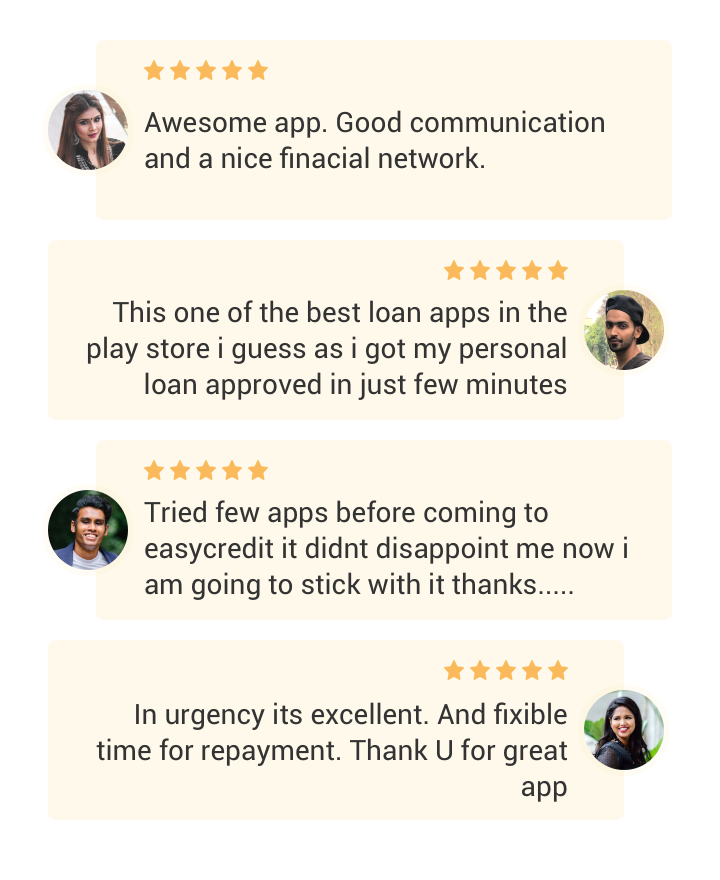 Awesome app. Good communication
and a nice finacial network.
This one of the best loan apps in the
play store i guess as i got my personal
loan approved in just few minutes
Tried few apps before coming to
easycredit it didnt disappoint me now i
am going to stick with it thanks.....
In urgency its excellent. And fixible
time for repayment. Thank U for great
app